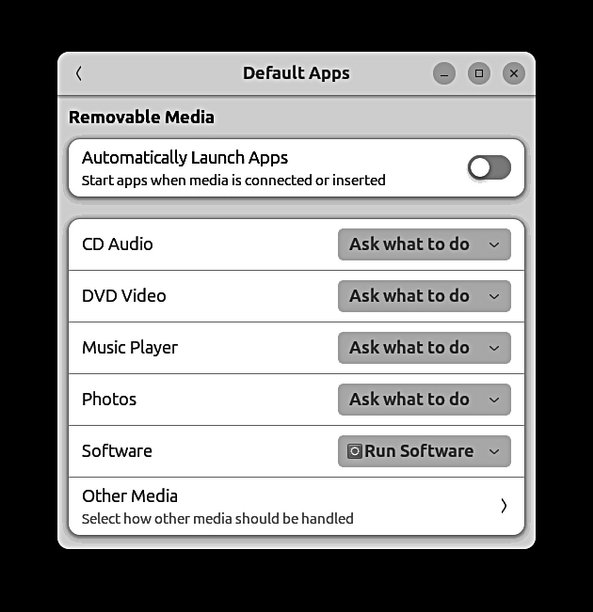 Default Apps
Removable Media
Automatically Launch Apps
Start apps when media is connected or inserted
CD Audio Ask what to do
DVD Video Ask what to do
Music Player Ask what to do
Photos Ask what to do
Software Run Software
Other Media
Select how other media should be handled